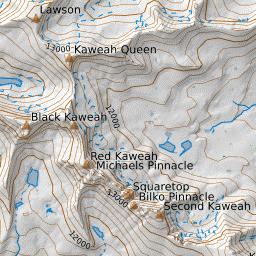 Lawson
13000
Kaweah Queen
12000
Black Kaweah
Red Kaweah
Michaels Pinnacle
Squaretop
13000
Bilko Pinnacle
Second Kaweah
12000